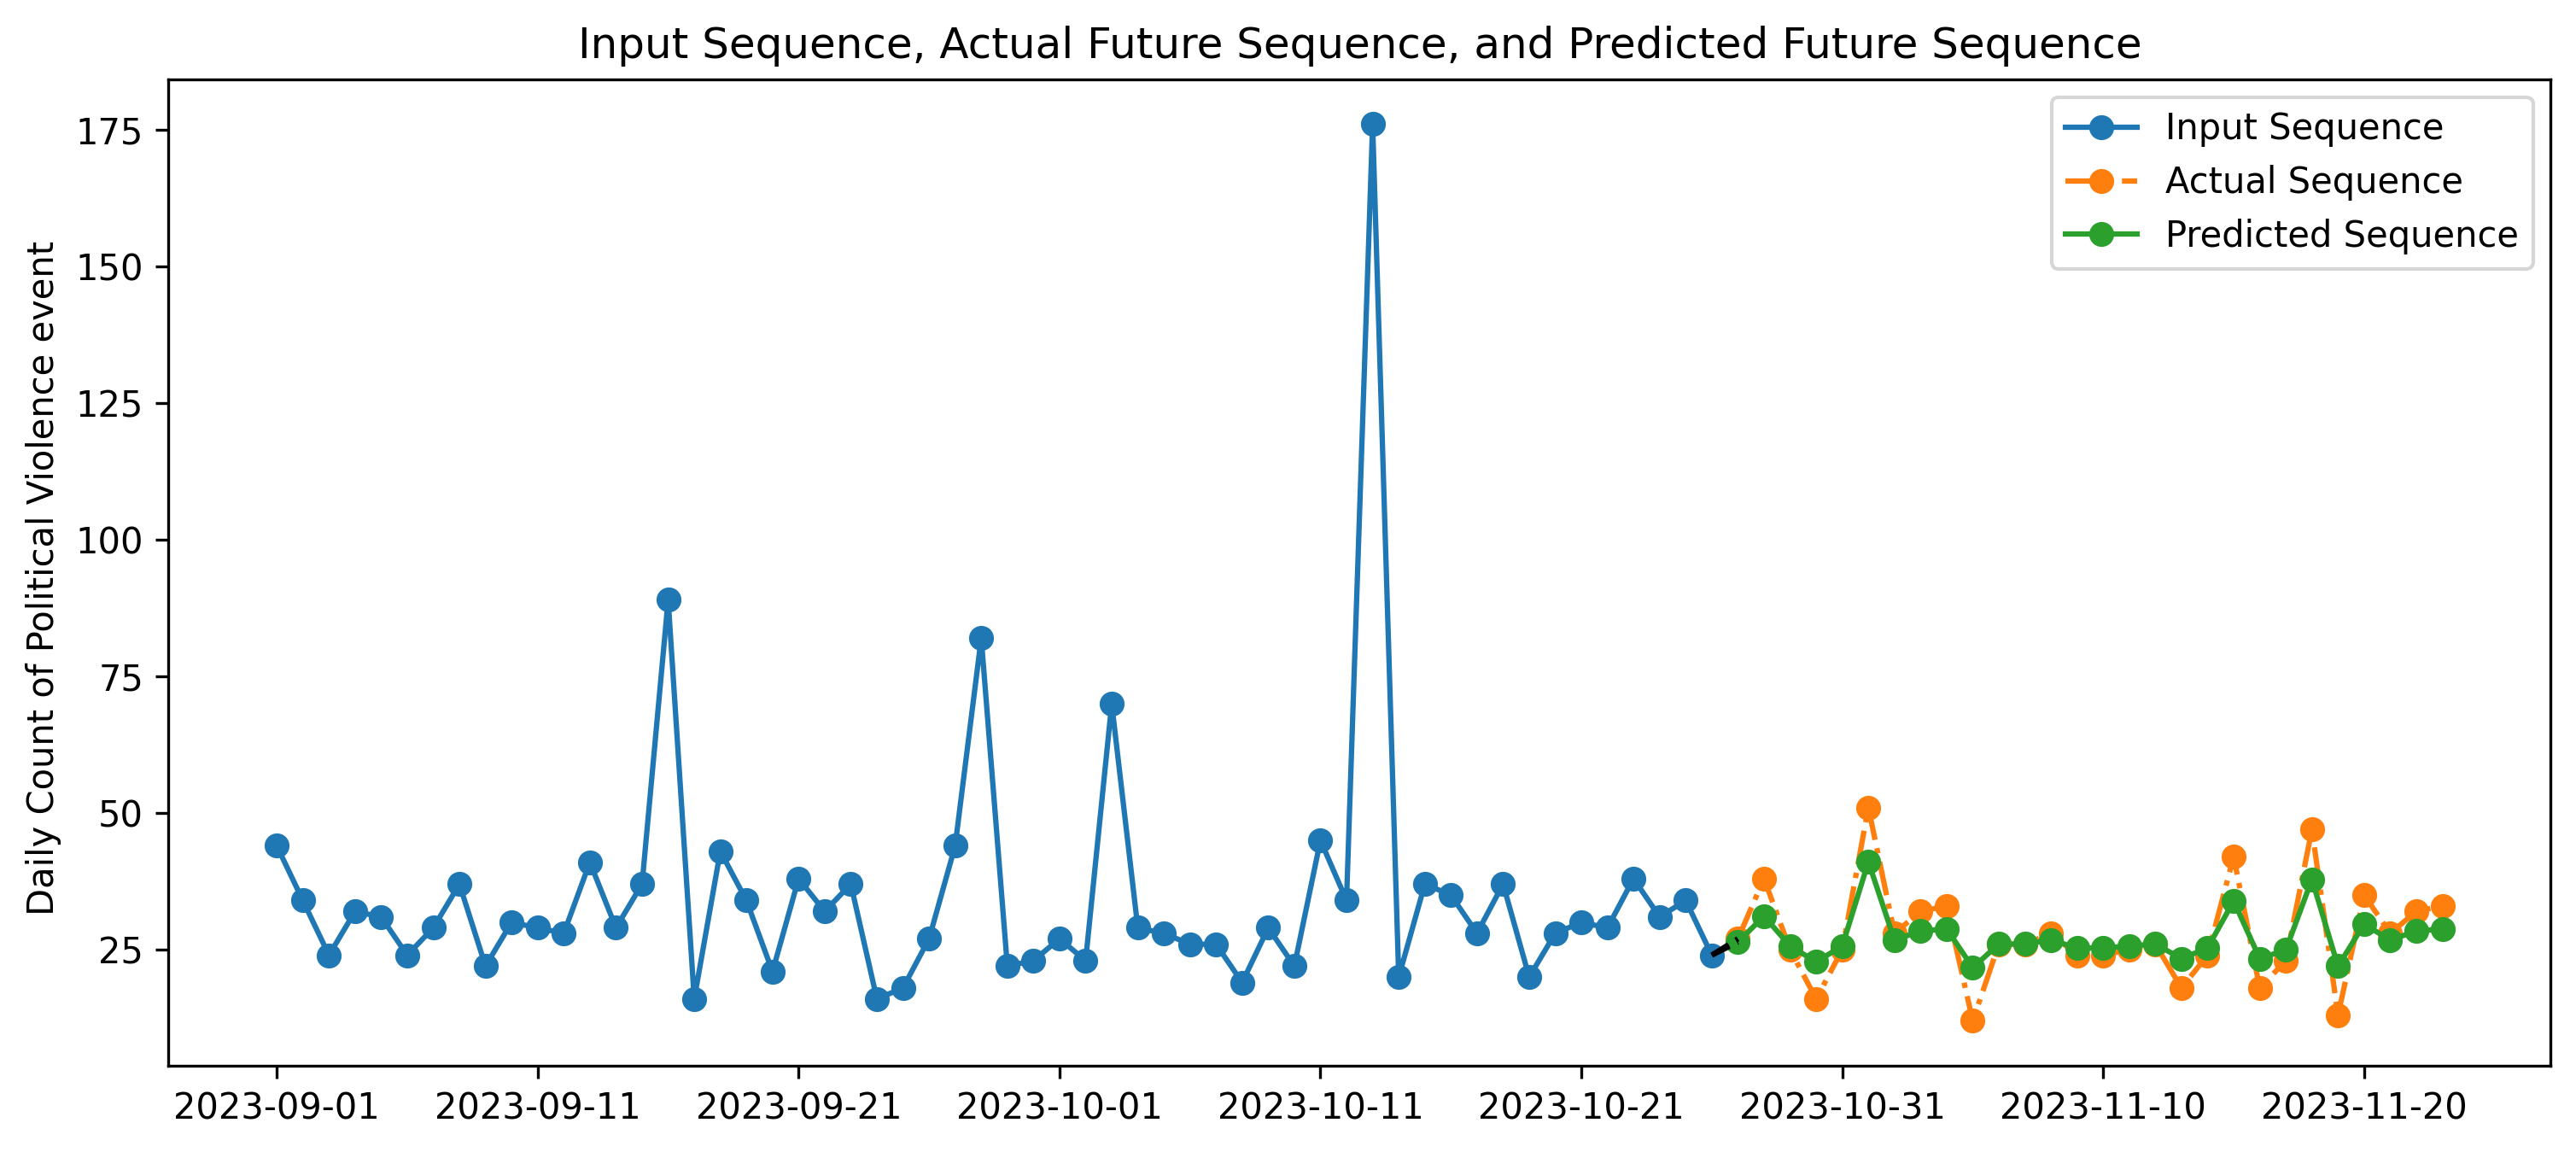 Input Sequence, Actual Future Sequence, and Predicted Future Sequence
Daily Count of Political Violence event
175
150
125
100
75
50
25
Input Sequence
Actual Sequence
Predicted Sequence
2023-09-01 2023-09-11 2023-09-21 2023-10-01 2023-10-11 2023-10-21 2023-10-31 2023-11-10 2023-11-20